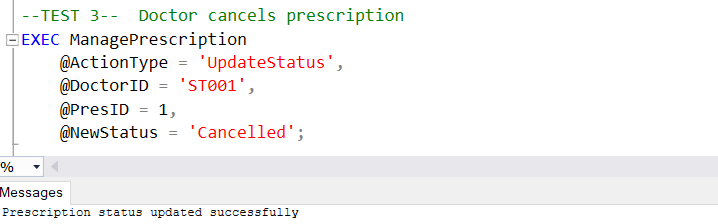 --TEST 3--  Doctor cancels prescription
EXEC ManagePrescription
@ActionType = 'UpdateStatus',
@DoctorID = 'ST001',
@PresID = 1,
@NewStatus = 'Cancelled';
%
Messages
Prescription status updated successfully